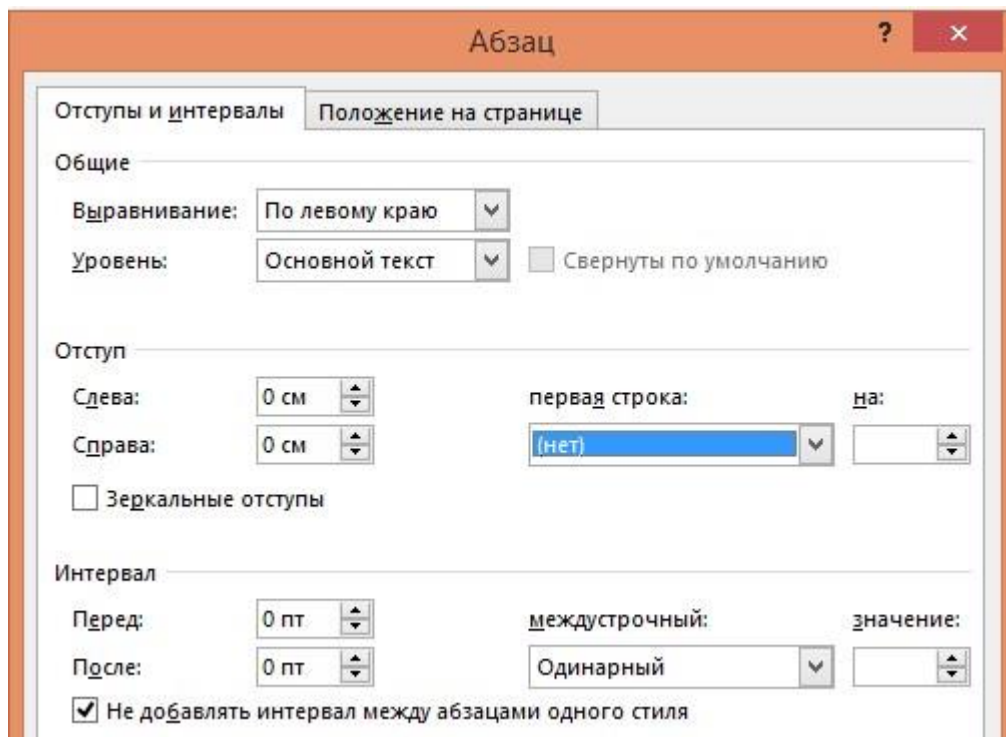 Абзац ? ×
Отступы и интервалы Положение на странице
Общие
Выравнивание: По левому краю
Уровень: Основной текст Свернуты по умолчанию
Отступ
Слева: 0 см первая строка: на:
Справа: 0 см (нет)
Зеркальные отступы
Интервал
Перед: 0 пт междустрочный: значение:
После: 0 пт Одинарный
Не добавлять интервал между абзацами одного стиля